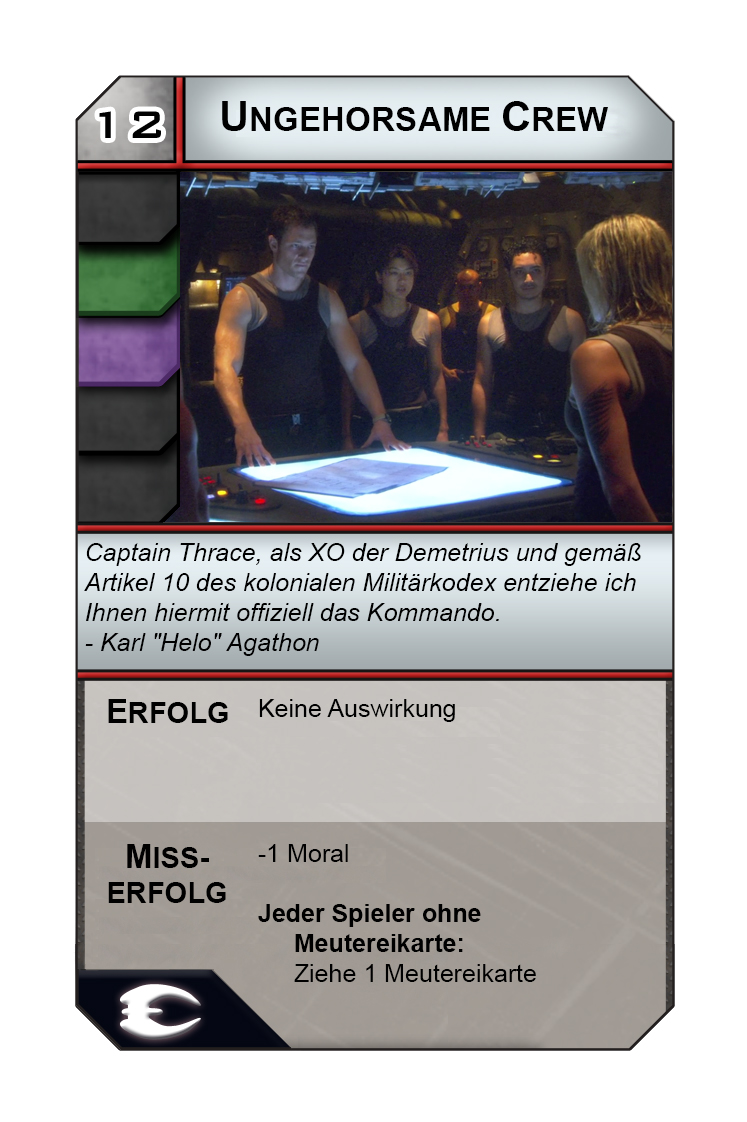 12
UNGEHORSAME CREW
Captain Thrace, als XO der Demetrius und gemäß
Artikel 10 des kolonialen Militärkodex entziehe ich
Ihnen hiermit offiziell das Kommando.
- Karl "Helo" Agathon
ERFOLG
Keine Auswirkung
MISS-
ERFOLG
-1 Moral
Jeder Spieler ohne
Meutereikarte:
Ziehe 1 Meutereikarte